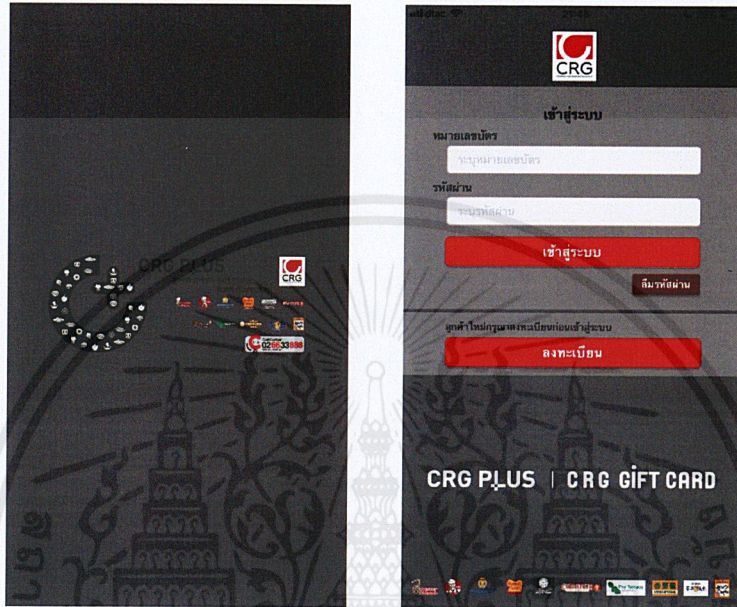 CRG PLUS
CRG
026633888
dtac
CRG
เข้าสู่ระบบ
หมายเลขบัตร
ระบุหมายเลขบัตร
รหัสผ่าน
ระบุรหัสผ่าน
เข้าสู่ระบบ
ลืมรหัสผ่าน
ลูกค้าใหม่กรุณาลงทะเบียนก่อนเข้าสู่ระบบ
ลงทะเบียน
CRG PLUS | CRG GIFT CARD